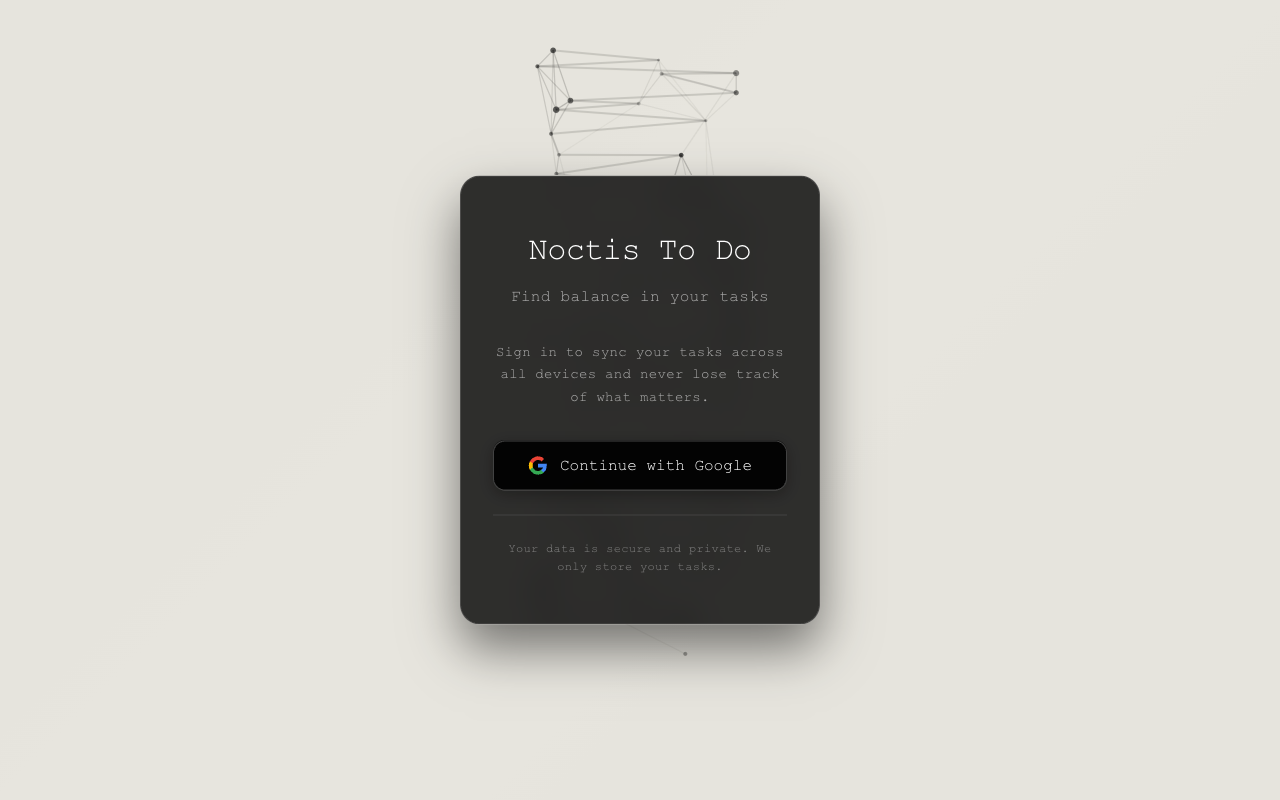 Noctis To Do
Find balance in your tasks
Sign in to sync your tasks across
all devices and never lose track
of what matters.
Continue with Google
Your data is secure and private. We
only store your tasks.